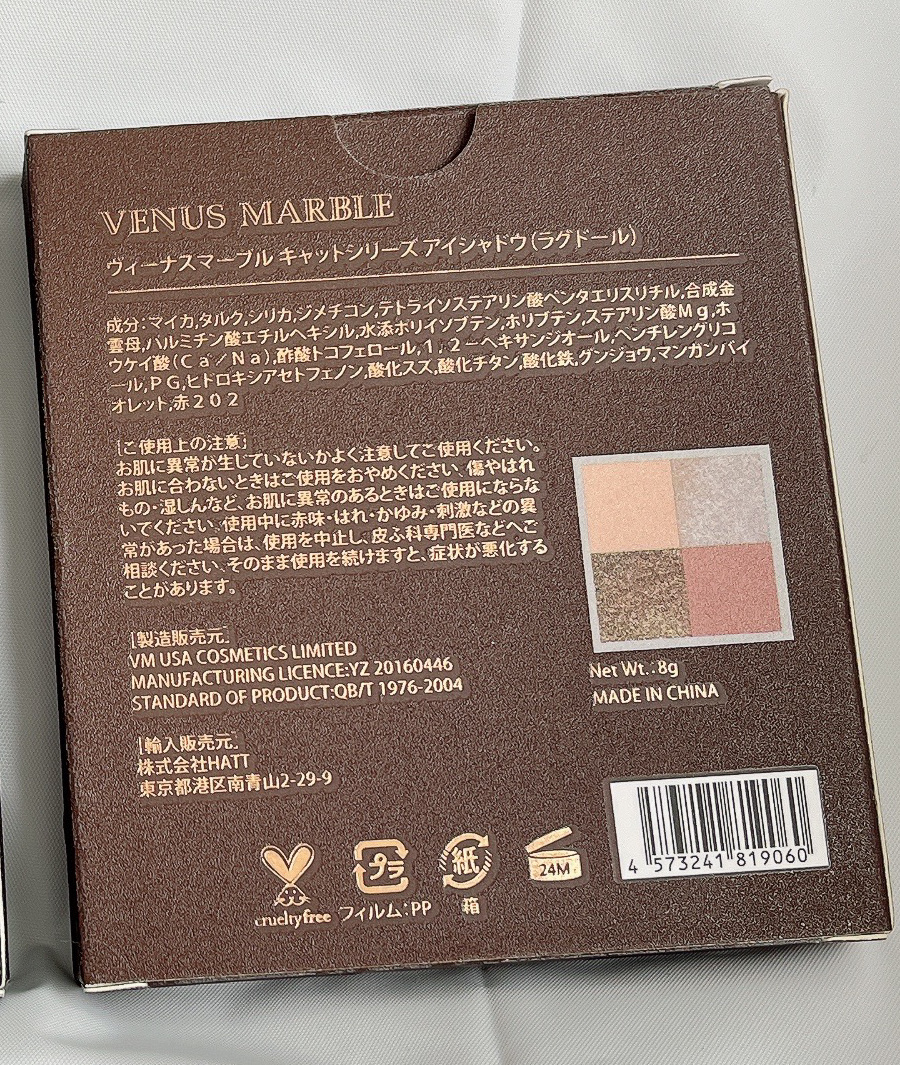 VENUS MARBLE
ヴィーナスマーブル キャットシリーズ アイシャドウ(ラグドール)
成分:マイカ,タルク,シリカ,ジメチコン,テトライソステアリン酸ペンタエリスリチル,合成金
雲母,パルミチン酸エチルヘキシル,水添ポリイソブテン,ポリブテン,ステアリン酸Mg,ホ
ウケイ酸(Ca/Na),酢酸トコフェロール,1,2-ヘキサンジオール,ペンチレングリコ
ール,PG,ヒドロキシアセトフェノン,酸化スズ,酸化チタン,酸化鉄,グンジョウ,マンガンバイ
オレット,赤202
[ご使用上の注意]
お肌に異常が生じていないかよく注意してご使用ください。
お肌に合わないときはご使用をおやめください、傷やはれ
もの・湿しんなど、お肌に異常のあるときはご使用にならな
いでください、使用中に赤味・はれ・かゆみ・刺激などの異
常があった場合は、使用を中止し、皮ふ科専門医などへご
相談ください、そのまま使用を続けますと、症状が悪化する
ことがあります。
[製造販売元]
VM USA COSMETICS LIMITED
MANUFACTURING LICENCE:YZ 20160446
STANDARD OF PRODUCT:QB/T 1976-2004
Net Wt.:8g
MADE IN CHINA
[輸入販売元]
株式会社HATT
東京都港区南青山2-29-9
crueltyfree
プラ
フィルム:PP
紙
箱
24M
4 573241 819060